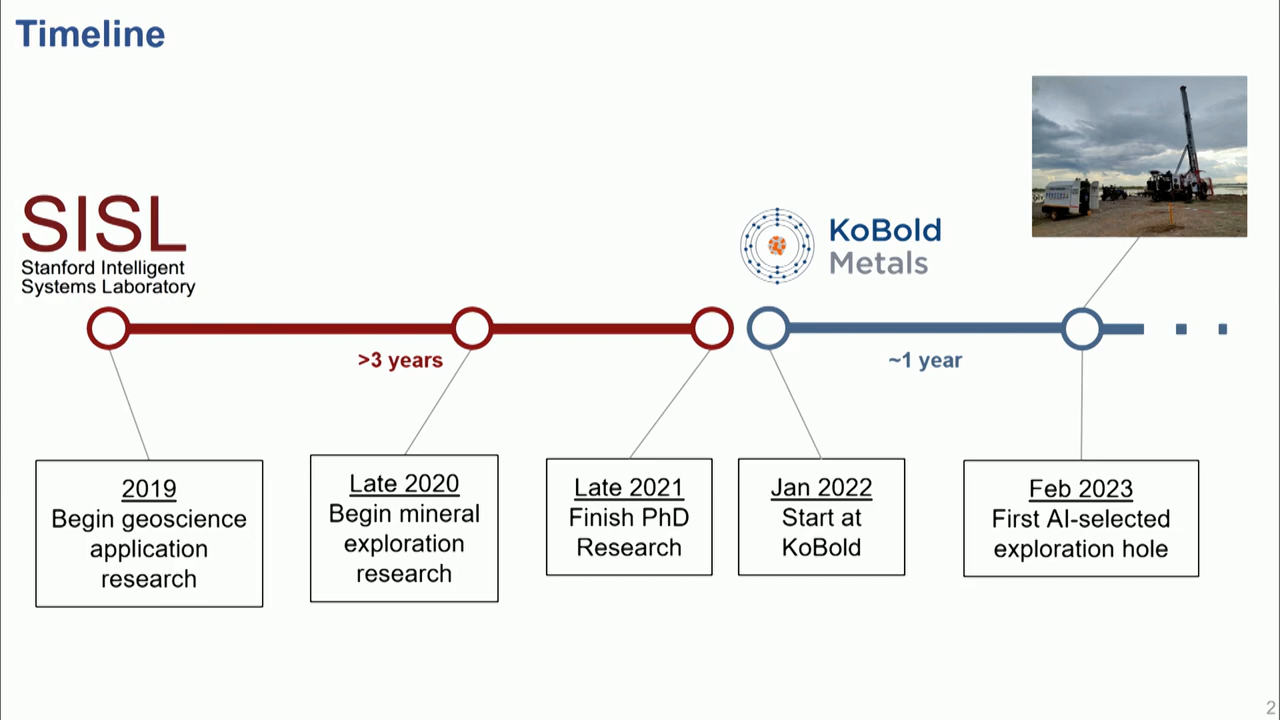 Timeline
SISL
Stanford Intelligent
Systems Laboratory
KoBold
Metals
>3 years
~1 year
2019
Begin geoscience
application
research
Late 2020
Begin mineral
exploration
research
Late 2021
Finish PhD
Research
Jan 2022
Start at
KoBold
Feb 2023
First AI-selected
exploration hole
2